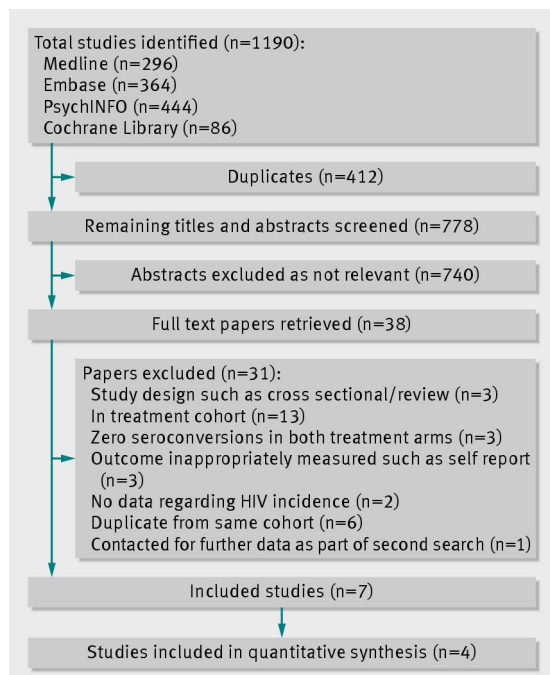 Total studies identified (n=1190):
Medline (n=296)
Embase (n=364)
PsychINFO (n=444)
Cochrane Library (n=86)
Duplicates (n=412)
Remaining titles and abstracts screened (n=778)
Abstracts excluded as not relevant (n=740)
Full text papers retrieved (n=38)
Papers excluded (n=31):
Study design such as cross sectional/review (n=3)
In treatment cohort (n=13)
Zero seroconversions in both treatment arms (n=3)
Outcome inappropriately measured such as self report
(n=3)
No data regarding HIV incidence (n=2)
Duplicate from same cohort (n=6)
Contacted for further data as part of second search (n=1)
Included studies (n=7)
Studies included in quantitative synthesis (n=4)